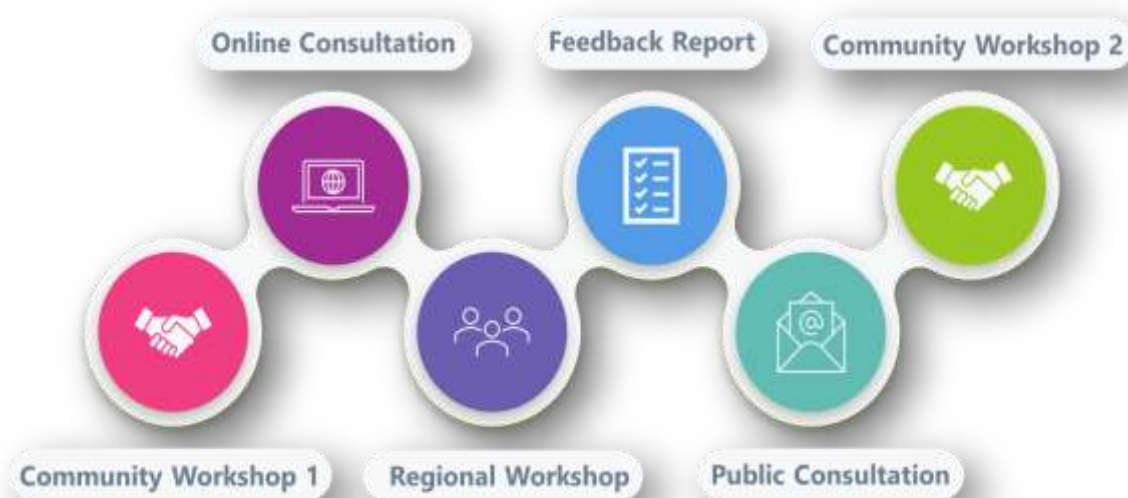 Online Consultation
Feedback Report
Community Workshop 2
@
Community Workshop 1
Regional Workshop
Public Consultation